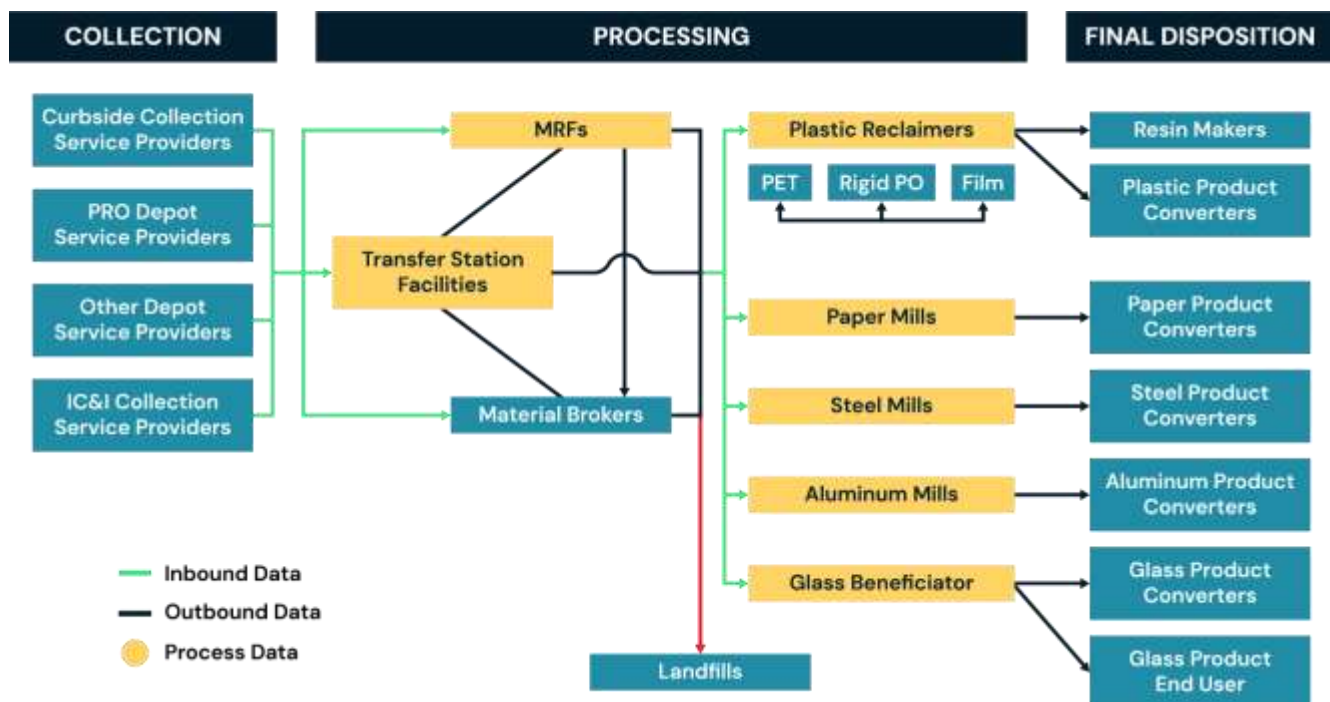 COLLECTION
PROCESSING
FINAL DISPOSITION
Curbside Collection
Service Providers
PRO Depot
Service Providers
Other Depot
Service Providers
IC&I Collection
Service Providers
MRFs
Transfer Station
Facilities
Material Brokers
Landfills
Plastic Reclaimers
PET
Rigid PO
Film
Paper Mills
Steel Mills
Aluminum Mills
Glass Beneficiator
Resin Makers
Plastic Product
Converters
Paper Product
Converters
Steel Product
Converters
Aluminum Product
Converters
Glass Product
Converters
Glass Product
End User
Inbound Data
Outbound Data
Process Data